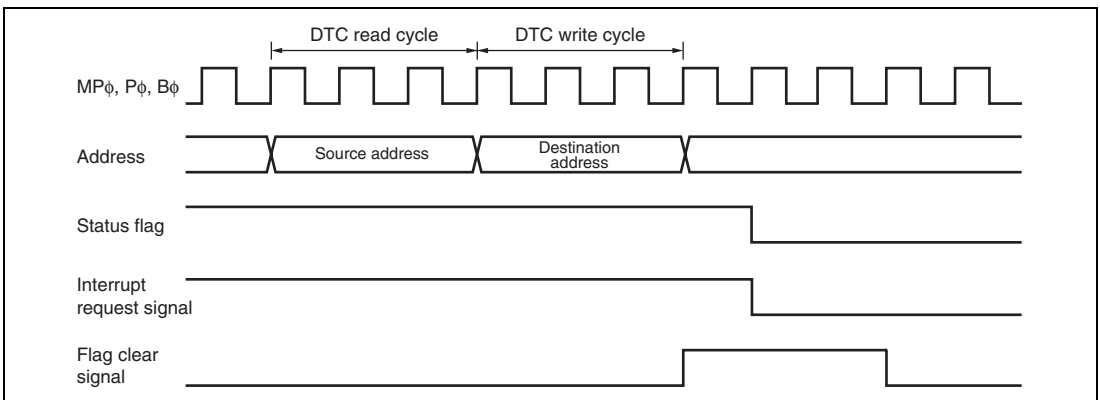 DTC read cycle
DTC write cycle
MPϕ, Pϕ, Bϕ
Address
Source address
Destination
address
Status flag
Interrupt
request signal
Flag clear
signal